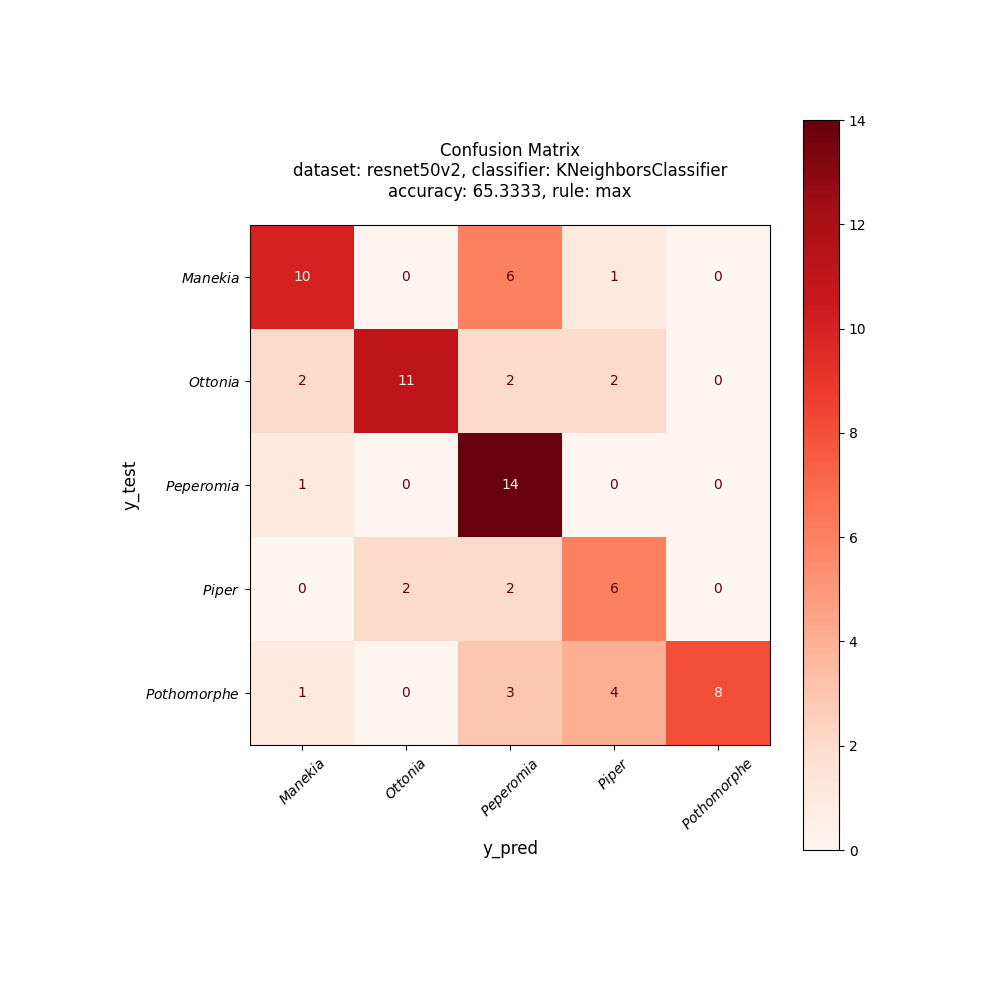 Confusion Matrix
dataset: resnet50v2, classifier: KNeighborsClassifier
accuracy: 65.3333, rule: max
14
12
10
8
6
4
2
0
y_test
Manekia 10 0 6 1 0
Ottonia 2 11 2 2 0
Peperomia 1 0 14 0 0
Piper 0 2 2 6 0
Pothomorphe 1 0 3 4 8
Manekia Ottonia Peperomia Piper Pothomorphe
y_pred